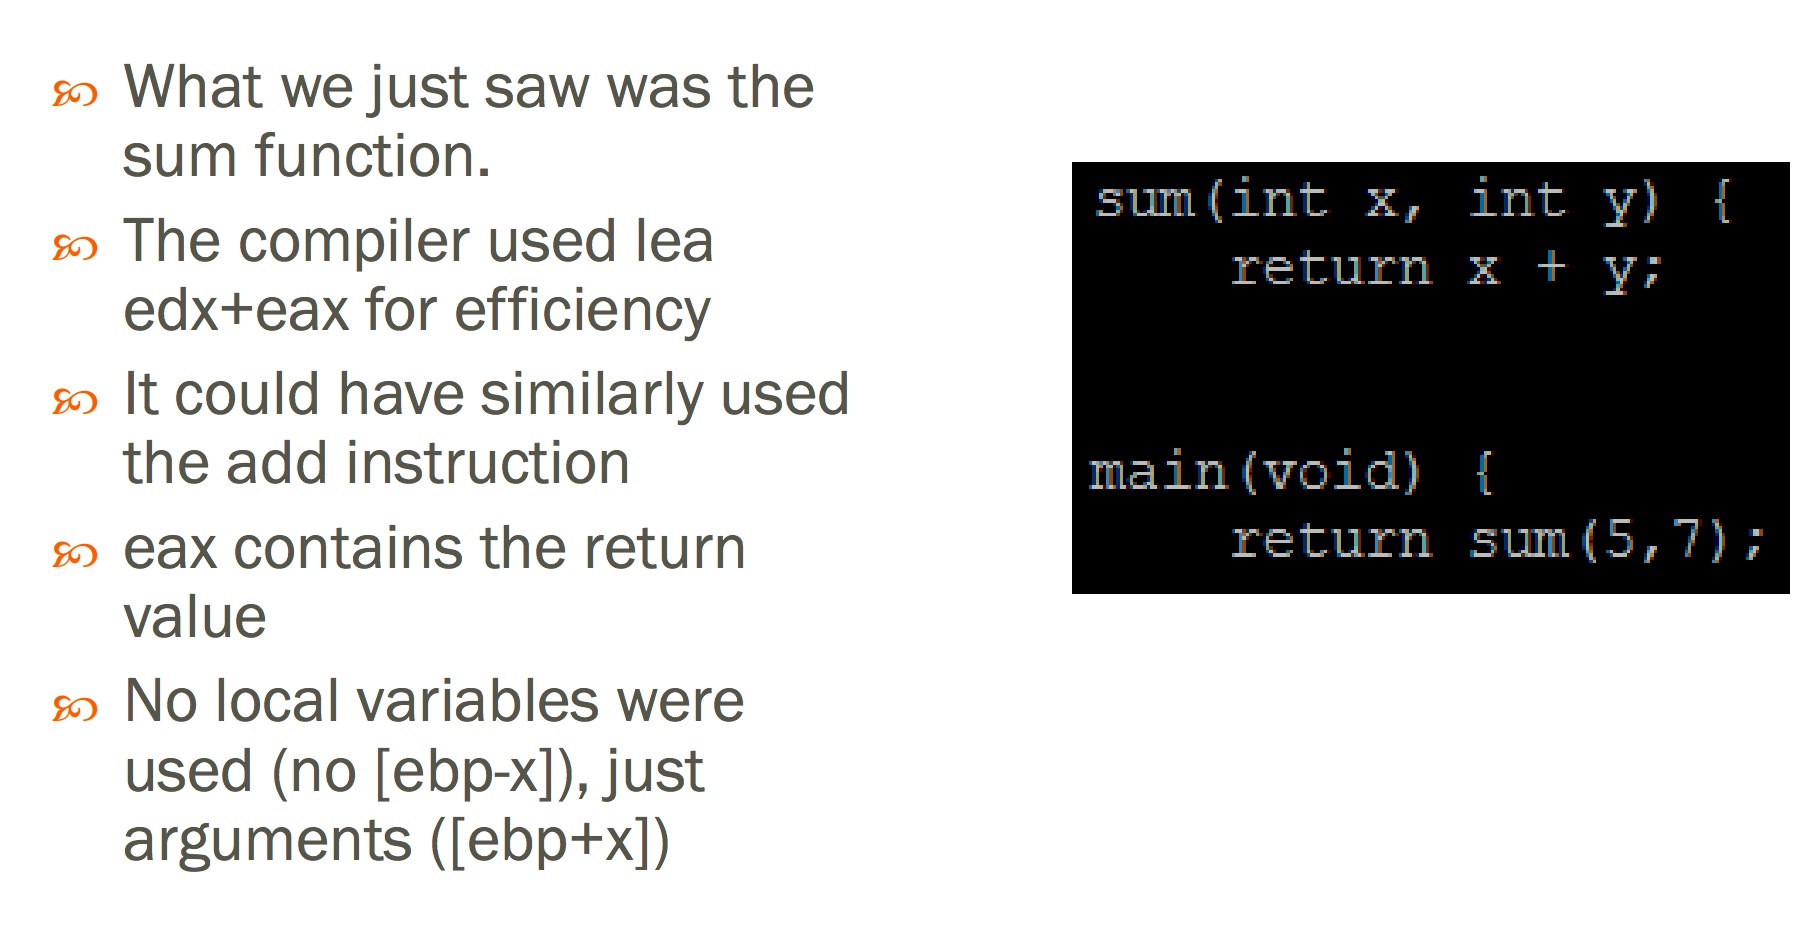 What we just saw was the
sum function.
The compiler used lea
edx+eax for efficiency
It could have similarly used
the add instruction
eax contains the return
value
No local variables were
used (no [ebp-x]), just
arguments ([ebp+x])
sum(int x, int y) {
return x + y;
main(void) {
return sum(5,7);